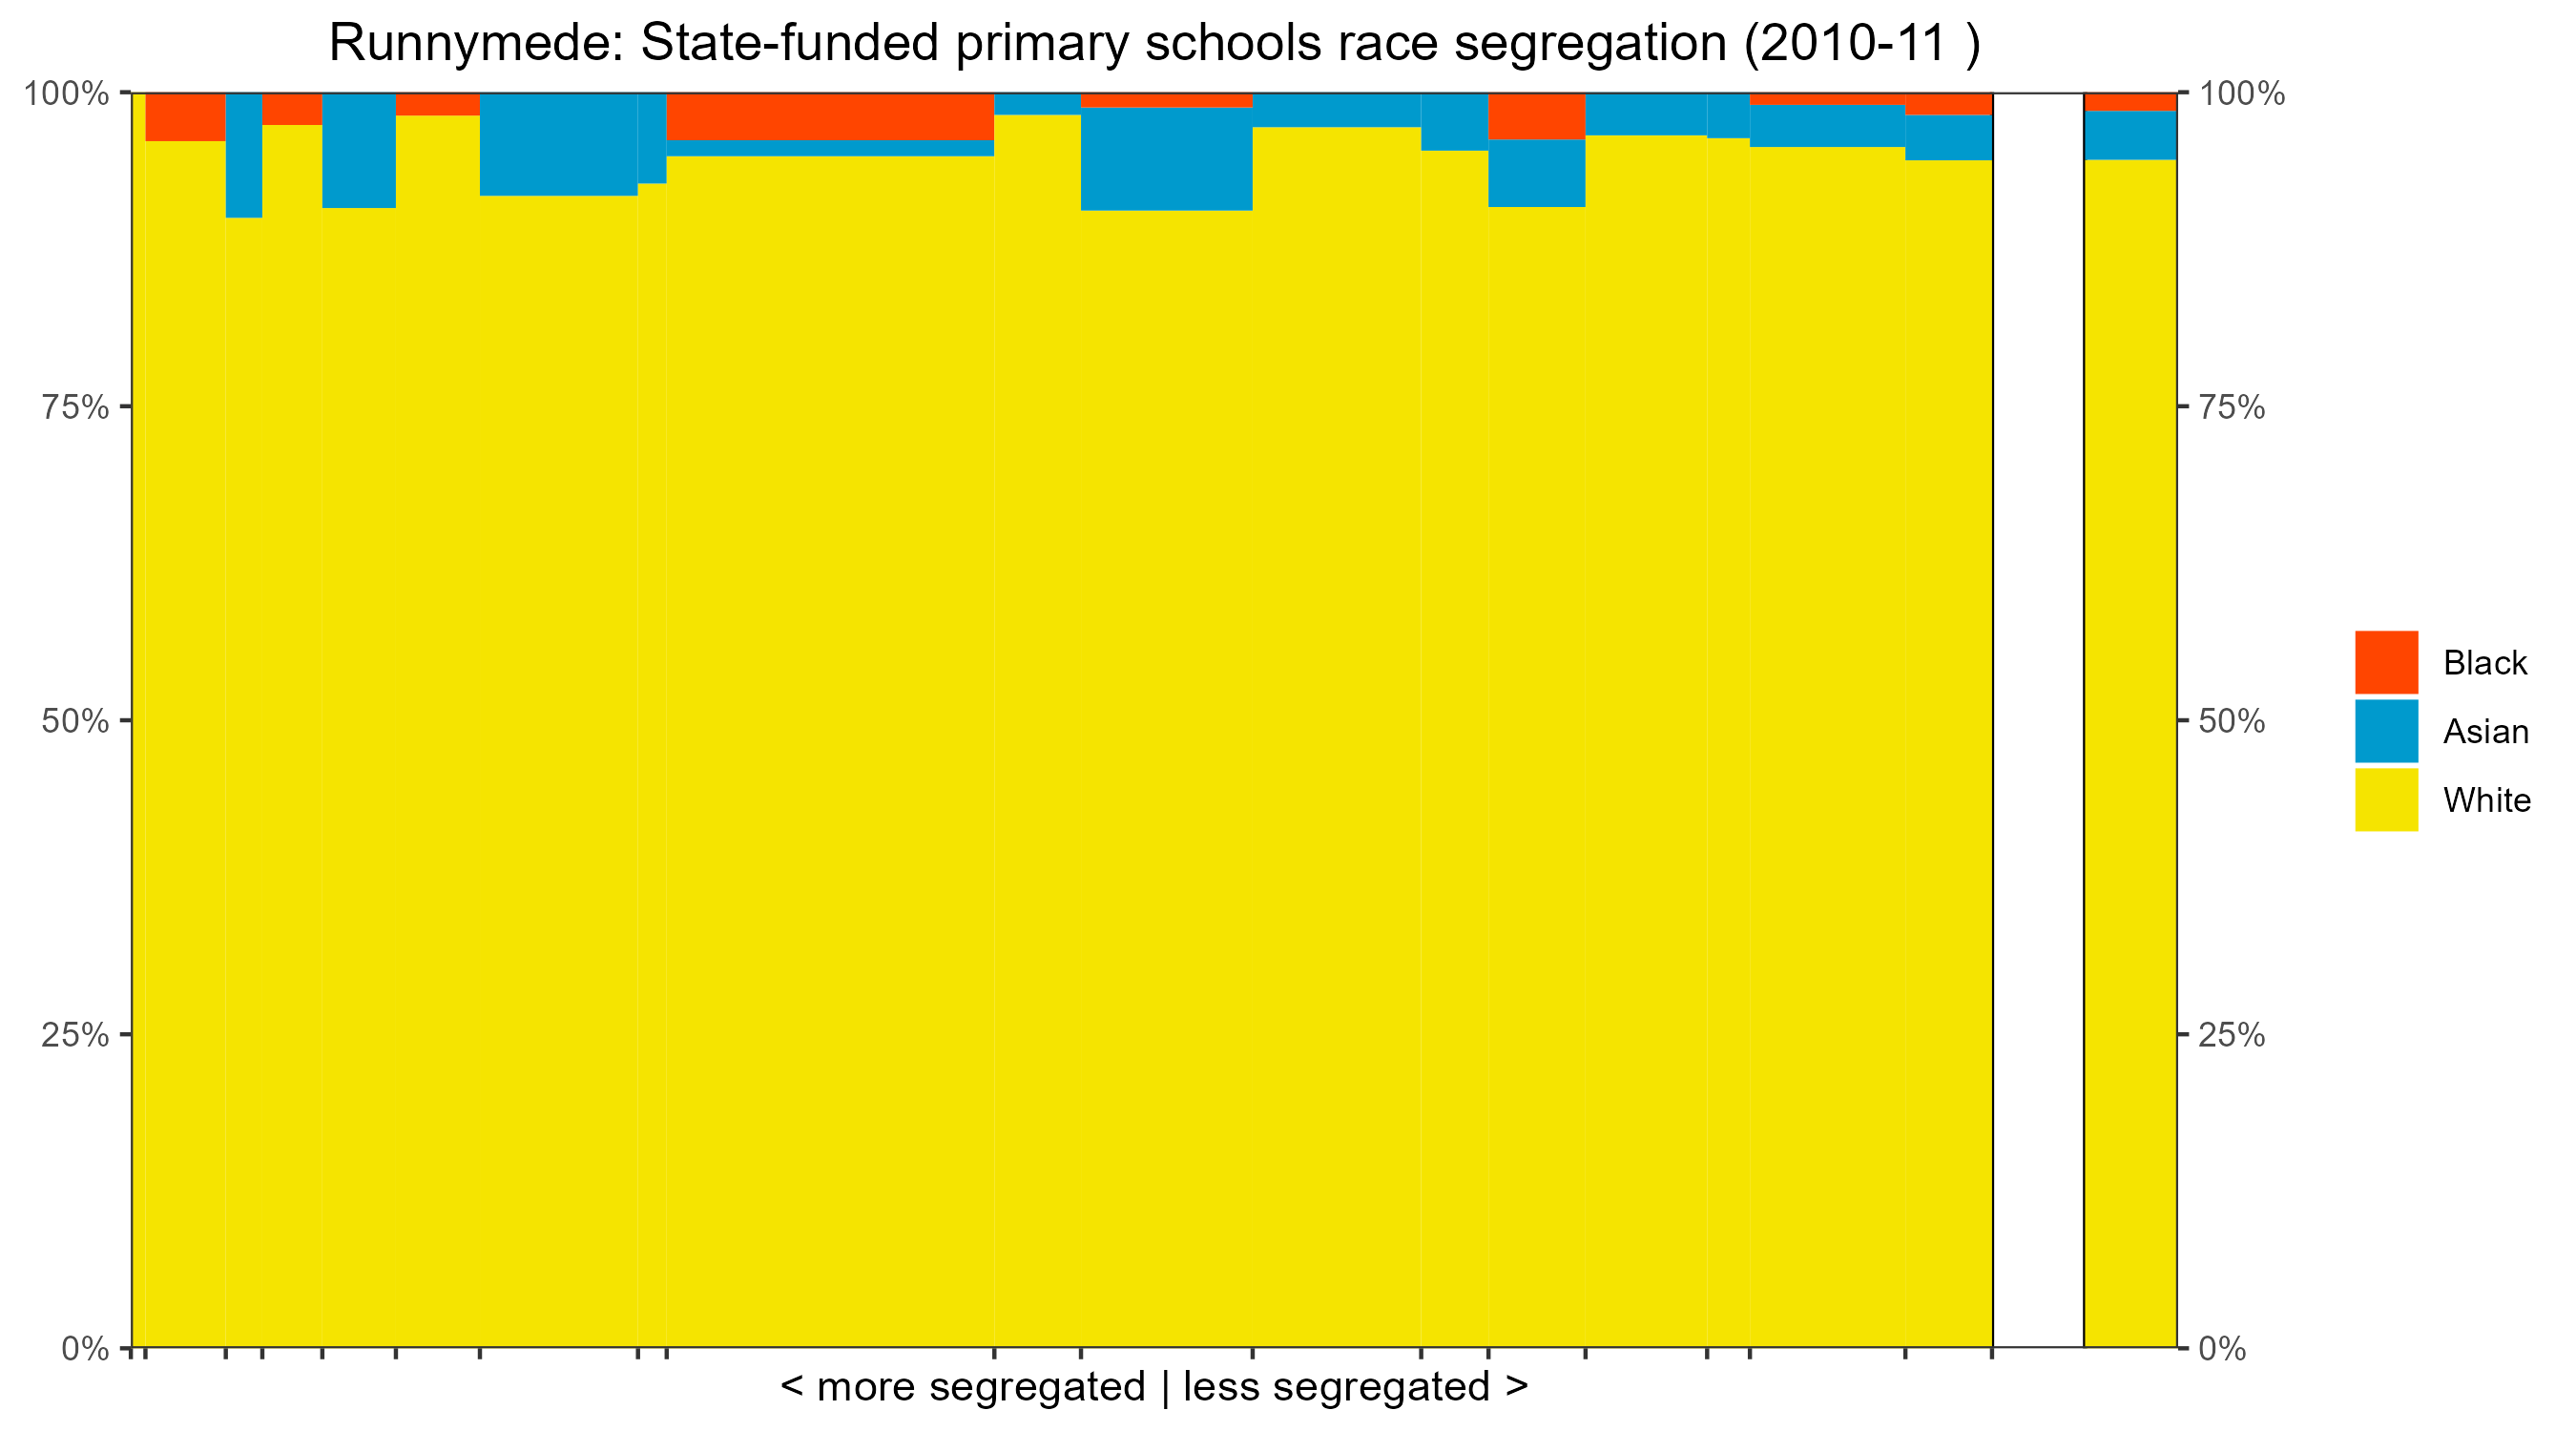 Runnymede: State-funded primary schools race segregation (2010-11 )
100%
75%
50%
25%
0%
100%
75%
50%
25%
0%
Black
Asian
White
< more segregated | less segregated >